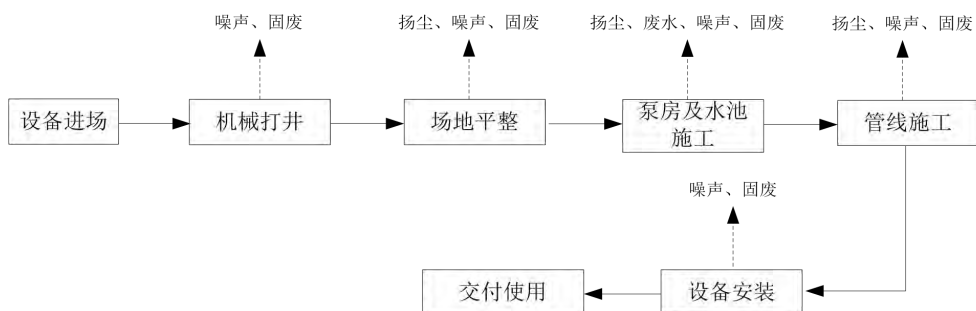 噪声、固废
扬尘、噪声、固废
扬尘、废水、噪声、固废
扬尘、噪声、固废
设备进场
机械打井
场地平整
泵房及水池
施工
管线施工
噪声、固废
交付使用
设备安装